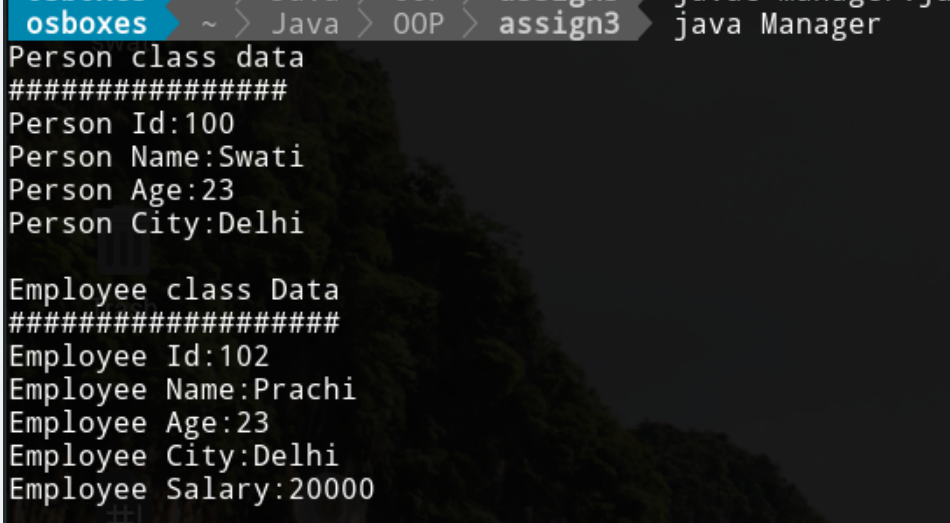 osboxes ~ Java OOP assign3 java Manager
Person class data
################
Person Id:100
Person Name:Swati
Person Age:23
Person City:Delhi
Employee class Data
###################
Employee Id:102
Employee Name:Prachi
Employee Age:23
Employee City:Delhi
Employee Salary:20000